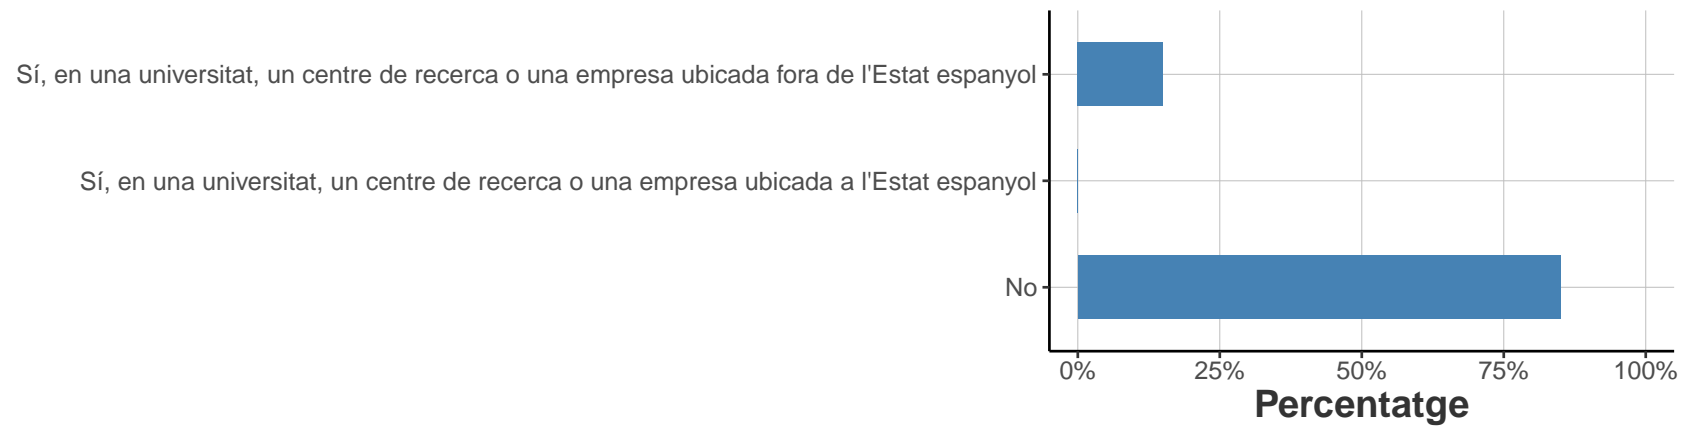 Sí, en una universitat, un centre de recerca o una empresa ubicada fora de l'Estat espanyol
Sí, en una universitat, un centre de recerca o una empresa ubicada a l'Estat espanyol
No
0% 25% 50% 75% 100%
Percentatge